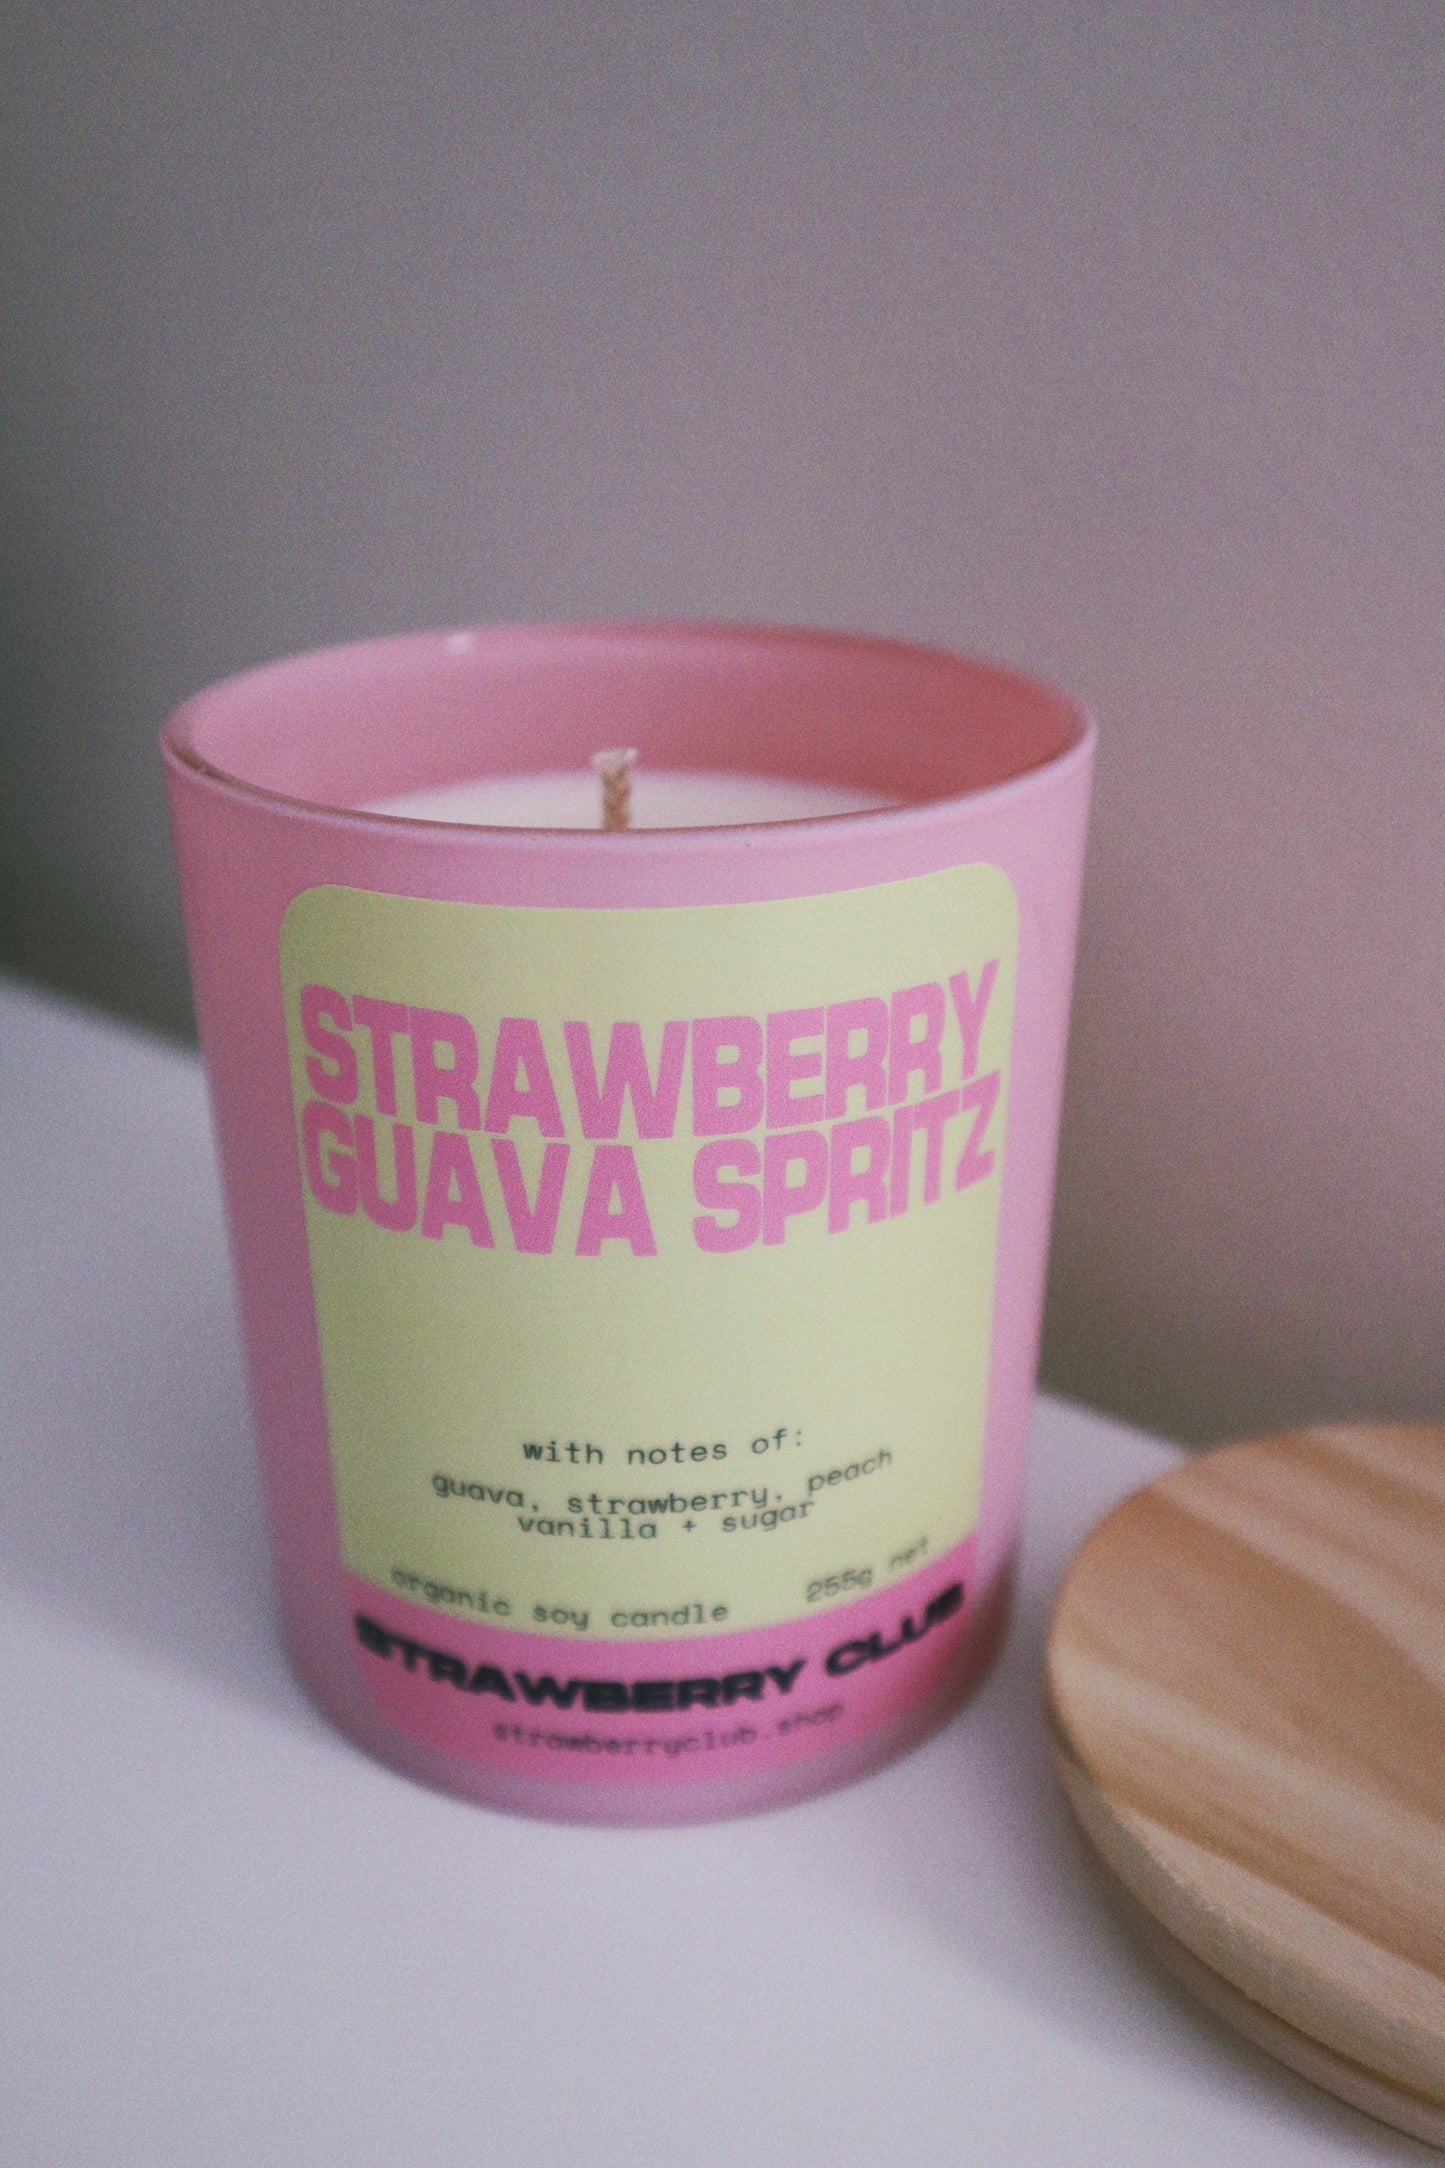 STRAWBERRY
GUAVA SPRITZ
with notes of:
guava, strawberry, peach
vanilla + sugar
organic soy candle 255g net
STRAWBERRY CLUB
strawberryclub.shop